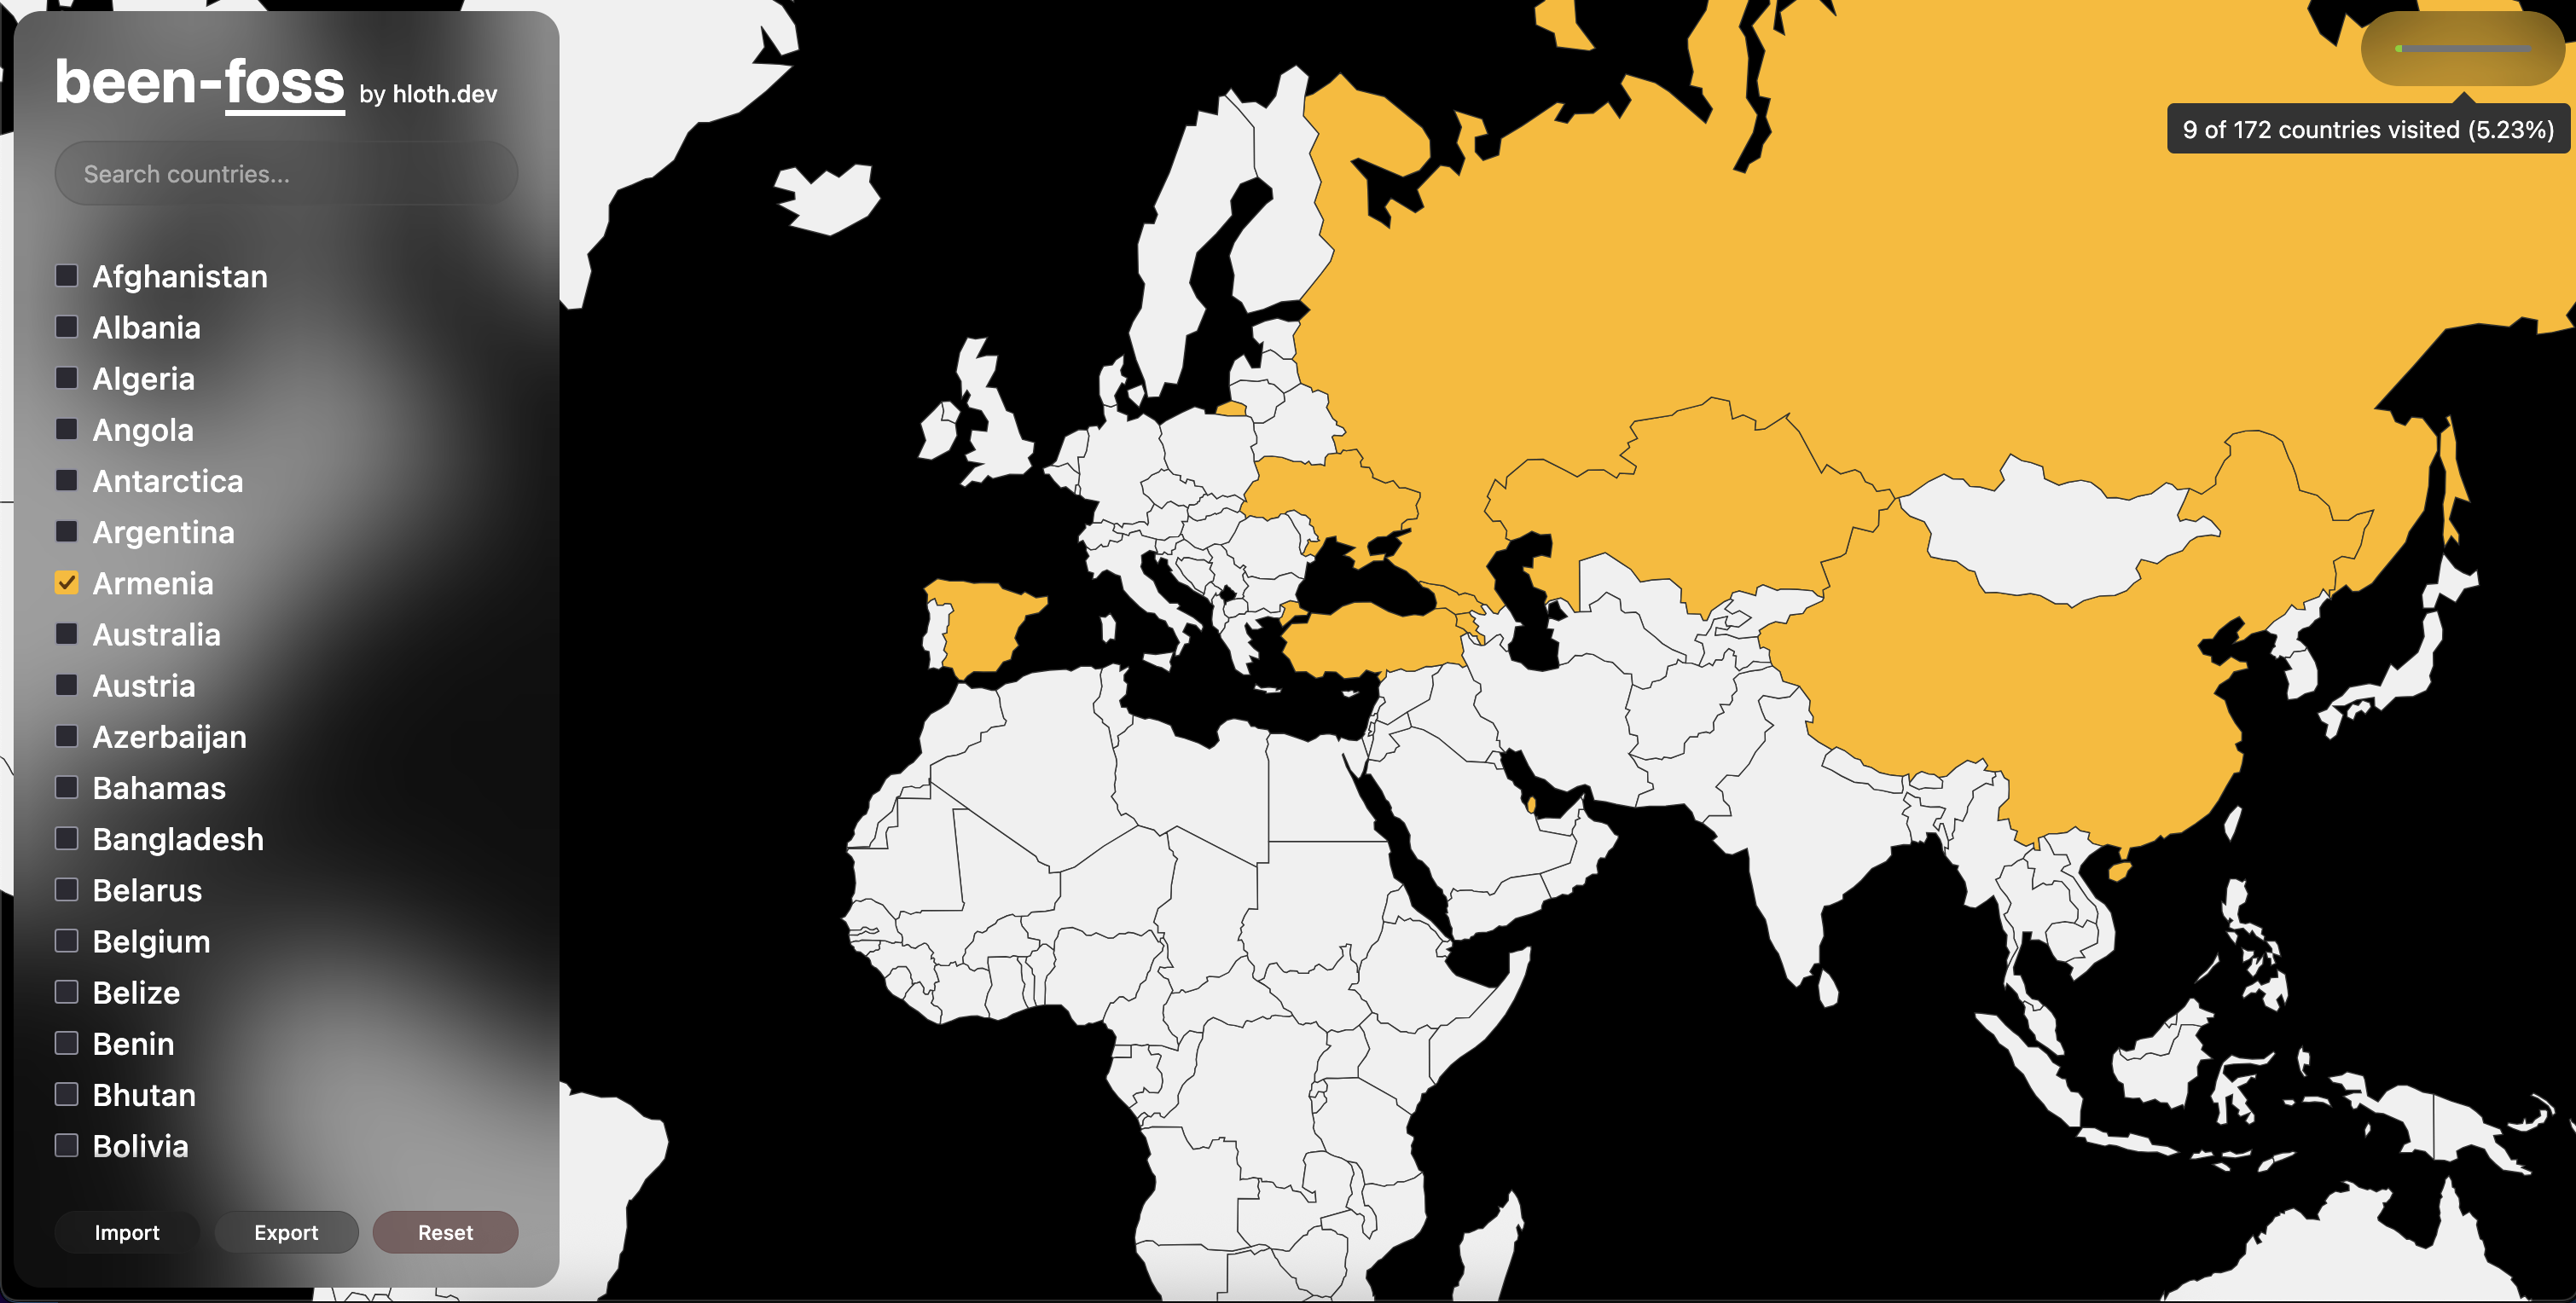 been-foss by hloth.dev
Search countries...
Afghanistan
Albania
Algeria
Angola
Antarctica
Argentina
Armenia
Australia
Austria
Azerbaijan
Bahamas
Bangladesh
Belarus
Belgium
Belize
Benin
Bhutan
Bolivia
Import Export Reset
9 of 172 countries visited (5.23%)